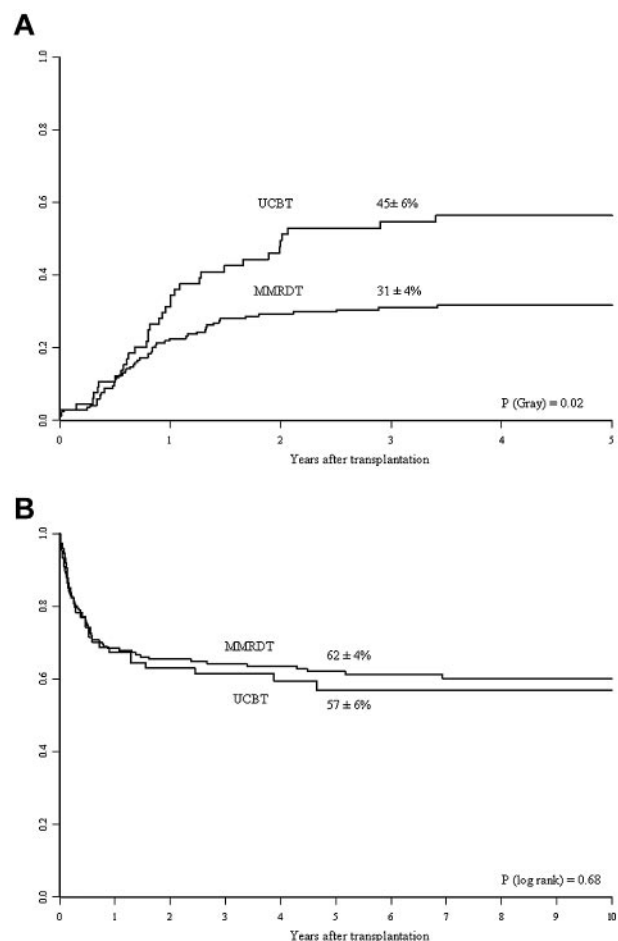 A
1.0
0.8
0.6
UCBT 45± 6%
0.4
MMRDT 31 ± 4%
0.2
P (Gray) = 0.02
0.0
0 1 2 3 4 5
Years after transplantation
B
1.0
0.8
MMRDT 62 ± 4%
0.6
UCBT 57 ± 6%
0.4
0.2
P (log rank) = 0.68
0.0
0 1 2 3 4 5 6 7 8 9 10
Years after transplantation